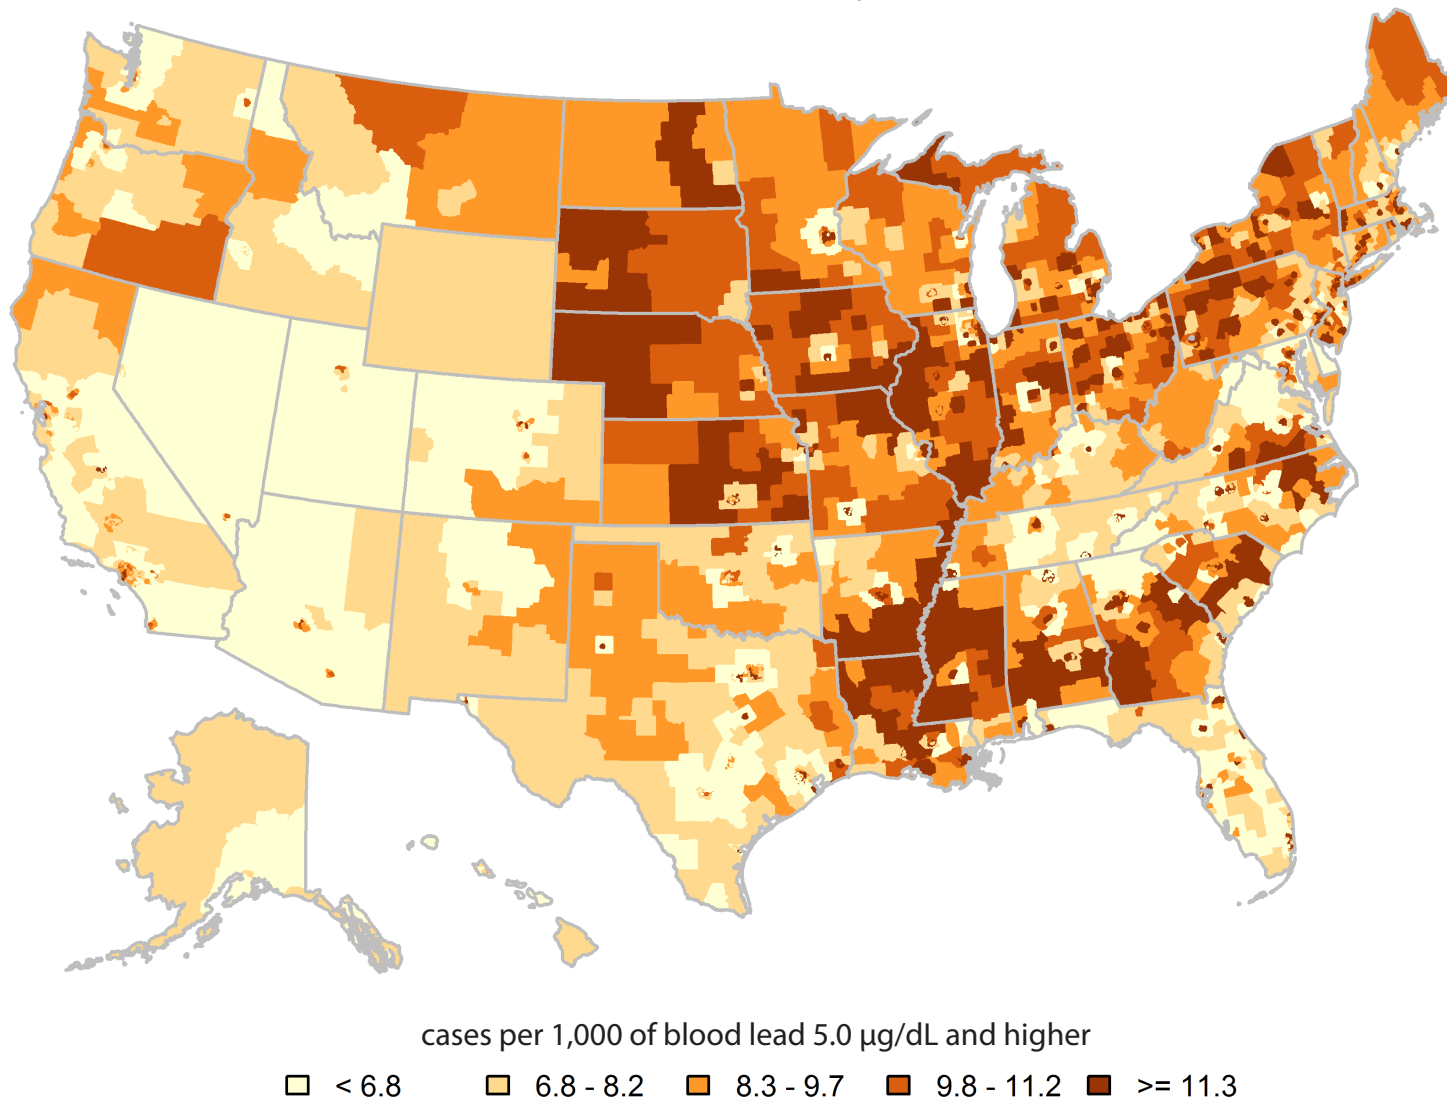 cases per 1,000 of blood lead 5.0 µg/dL and higher
< 6.8 6.8 - 8.2 8.3 - 9.7 9.8 - 11.2 >= 11.3